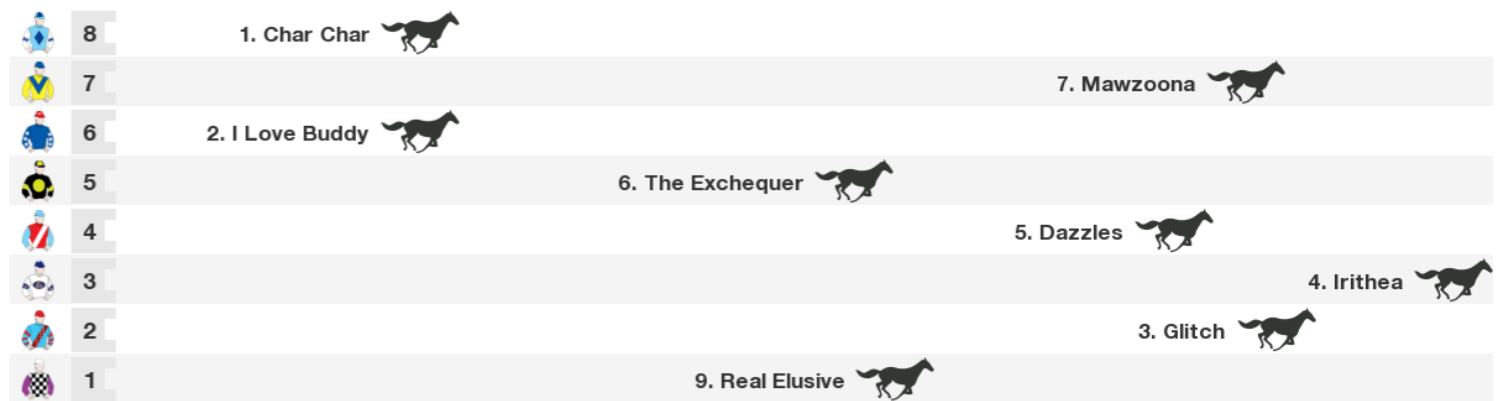 8 1. Char Char
7 7. Mawzoona
6 2. I Love Buddy
5 6. The Exchequer
4 5. Dazzles
3 4. Irithea
2 3. Glitch
1 9. Real Elusive